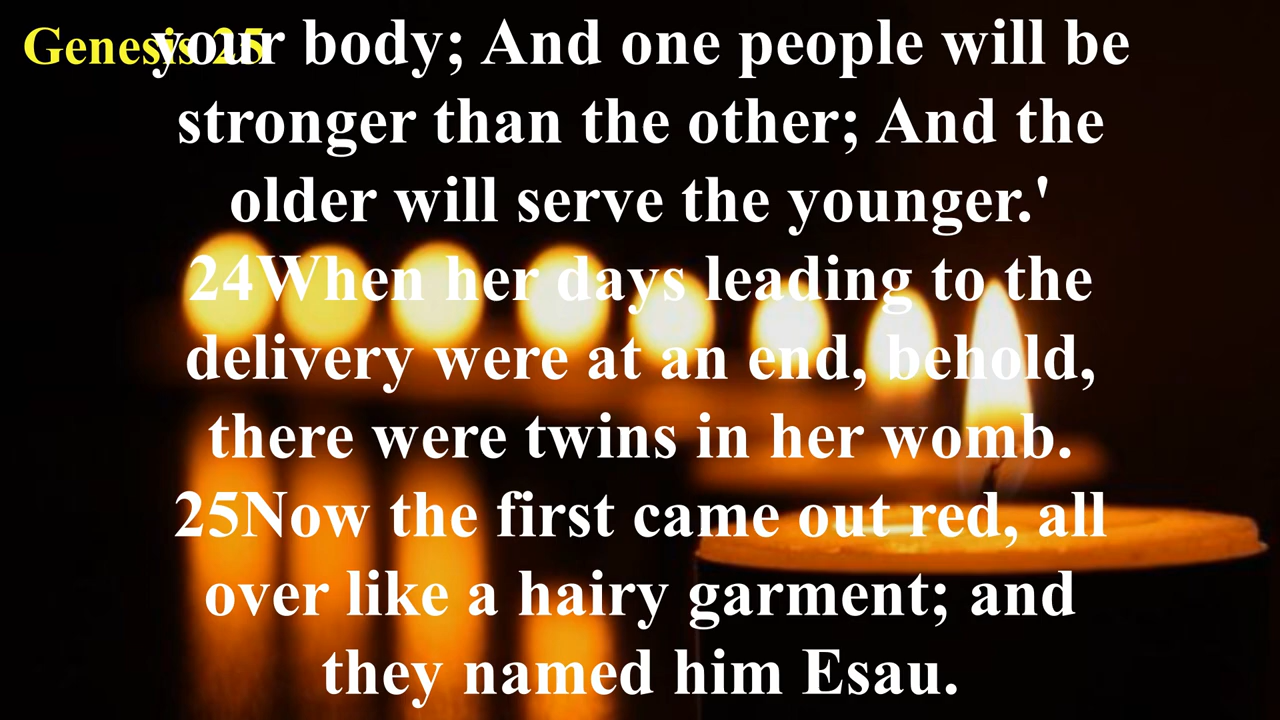 Genesis 25
your body; And one people will be
stronger than the other; And the
older will serve the younger.'
24When her days leading to the
delivery were at an end, behold,
there were twins in her womb.
25Now the first came out red, all
over like a hairy garment; and
they named him Esau.